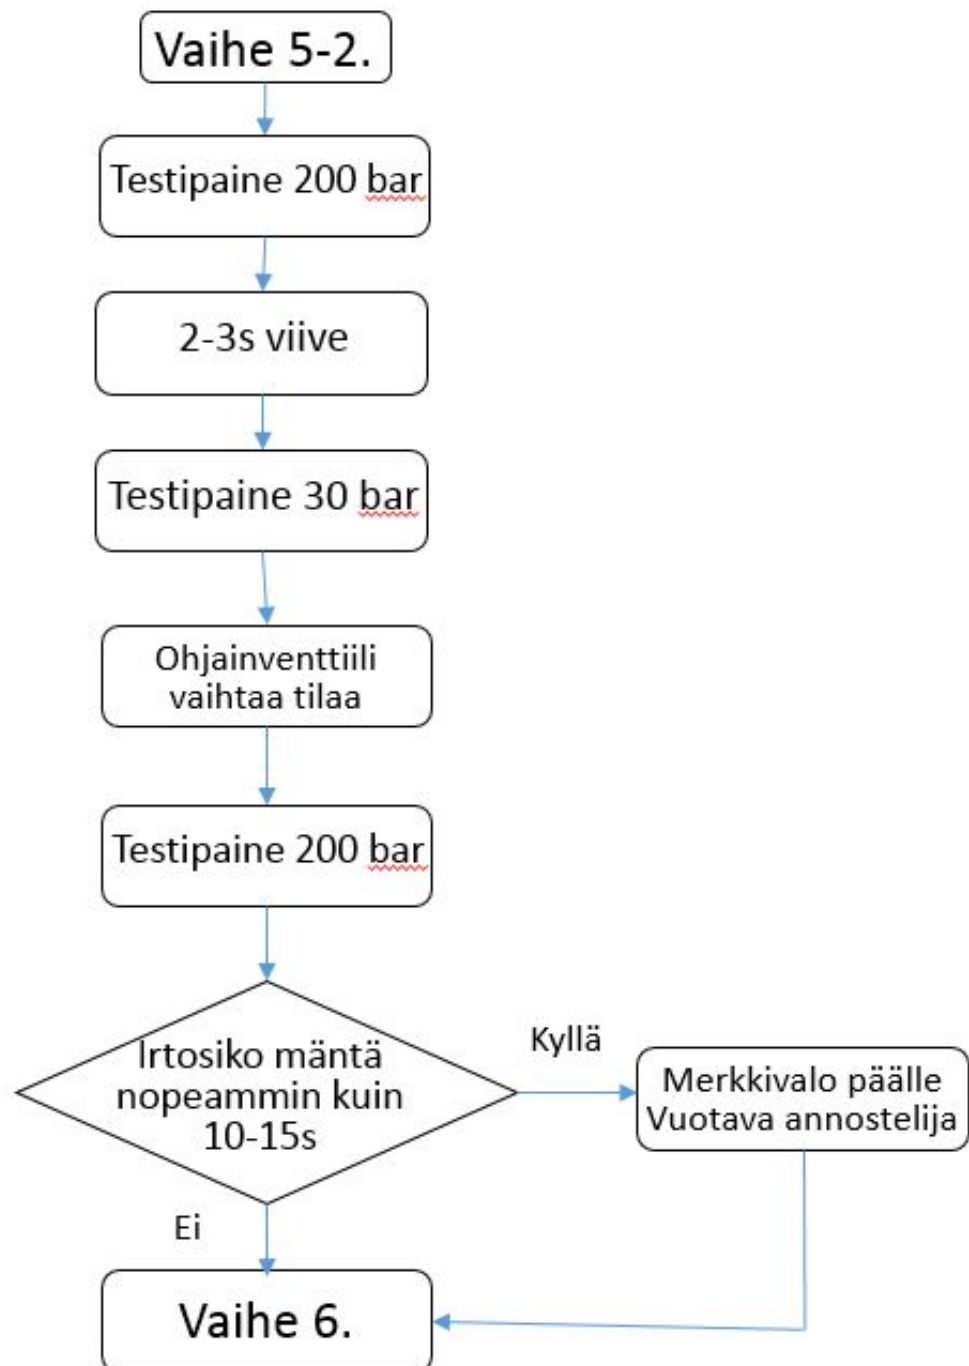 Vaihe 5-2.
Testipaine 200 bar
2-3s viive
Testipaine 30 bar
Ohjainventtiili
vaihtaa tilaa
Testipaine 200 bar
Irtosiko mäntä
nopeammin kuin
10-15s
Kyllä
Merkkivalo päälle
Vuotava annostelija
Ei
Vaihe 6.